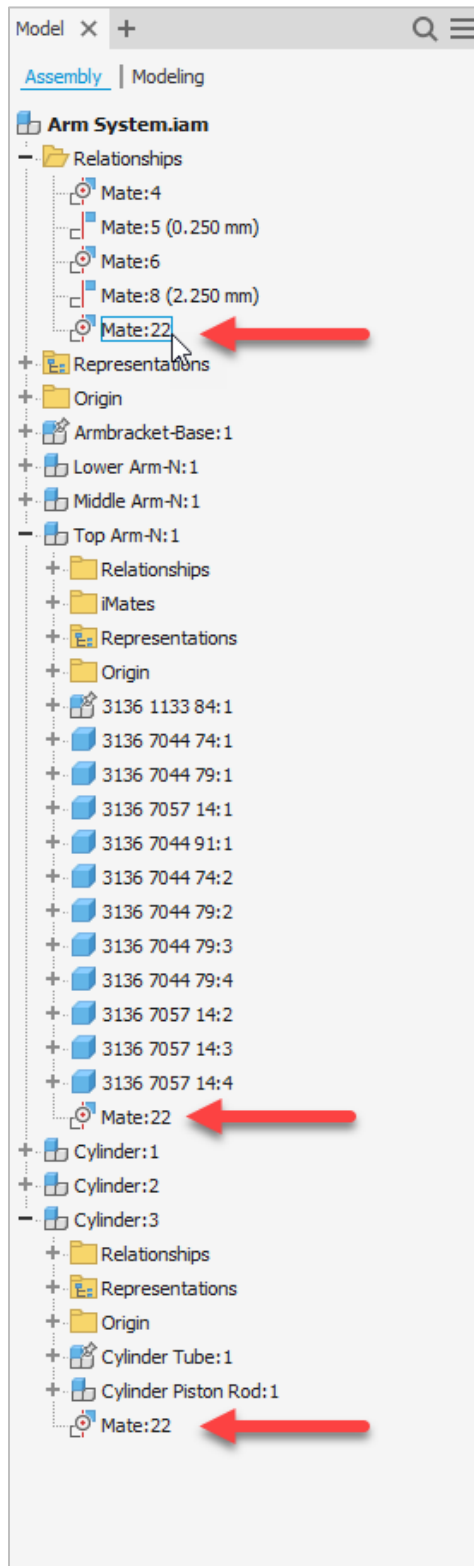 Model
Assembly | Modeling
Arm System.iam
Relationships
Mate:4
Mate:5 (0.250 mm)
Mate:6
Mate:8 (2.250 mm)
Mate:22
Representations
Origin
Armbracket-Base:1
Lower Arm-N:1
Middle Arm-N:1
Top Arm-N:1
Relationships
iMates
Representations
Origin
3136 1133 84:1
3136 7044 74:1
3136 7044 79:1
3136 7057 14:1
3136 7044 91:1
3136 7044 74:2
3136 7044 79:2
3136 7044 79:3
3136 7044 79:4
3136 7057 14:2
3136 7057 14:3
3136 7057 14:4
Mate:22
Cylinder:1
Cylinder:2
Cylinder:3
Relationships
Representations
Origin
Cylinder Tube:1
Cylinder Piston Rod:1
Mate:22